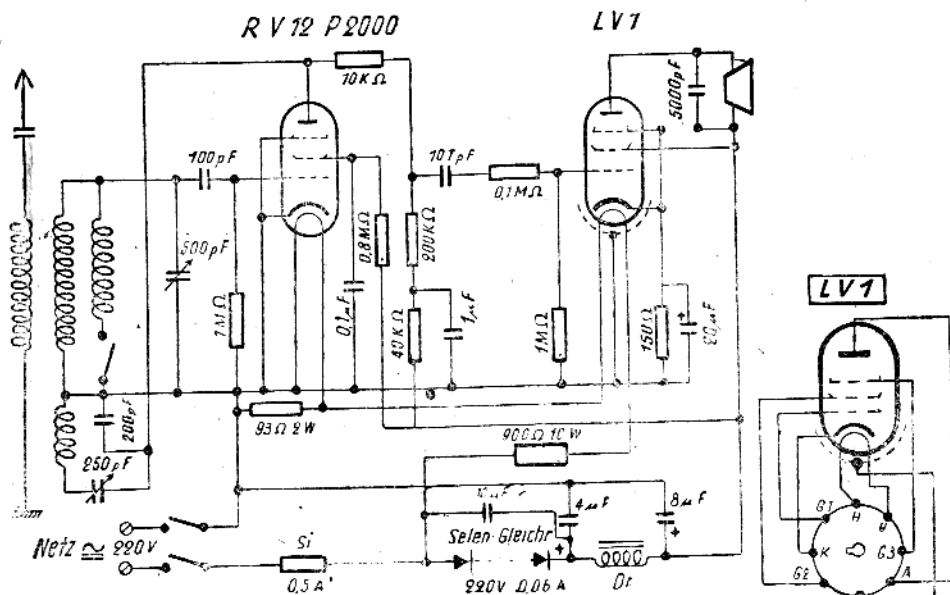 RV12 P2000
LV1
10KΩ
5000pF
100pF
10TpF
0,1MΩ
500pF
0,8MΩ
200KΩ
1MΩ
0,1µF
40KΩ
1µF
1MΩ
150Ω
LV1
200pF
93Ω 2W
900Ω 10W
250pF
4µF
8µF
+
+
+
Netz ≅ 220V
Si
0,5A
Selen-Gleichr
220V 0,06A
Dr
G1
H
K
G3
G2
A